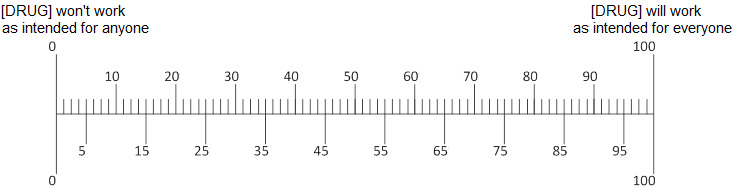 [DRUG] won't work
as intended for anyone
[DRUG] will work
as intended for everyone
0 100
10 20 30 40 50 60 70 80 90
5 15 25 35 45 55 65 75 85 95
0 100